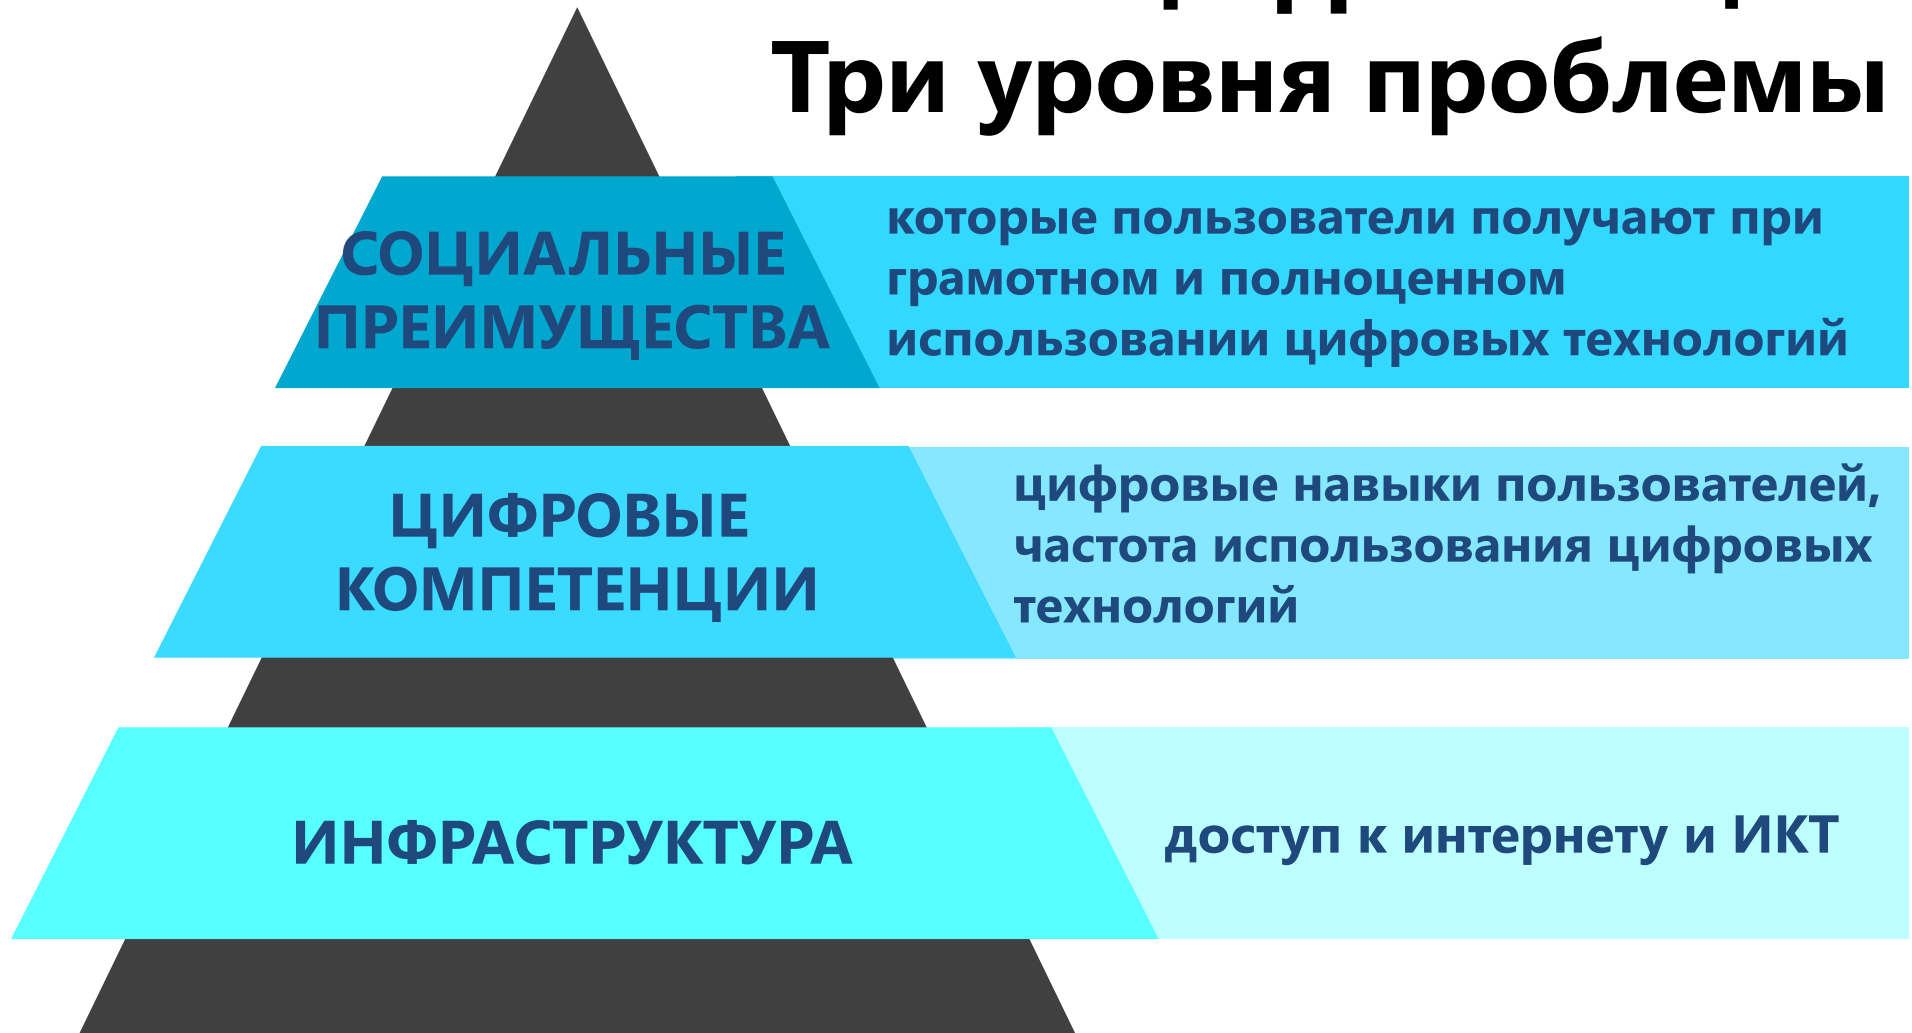 Три уровня проблемы
СОЦИАЛЬНЫЕ
ПРЕИМУЩЕСТВА
которые пользователи получают при
грамотном и полноценном
использовании цифровых технологий
ЦИФРОВЫЕ
КОМПЕТЕНЦИИ
цифровые навыки пользователей,
частота использования цифровых
технологий
ИНФРАСТРУКТУРА
доступ к интернету и ИКТ